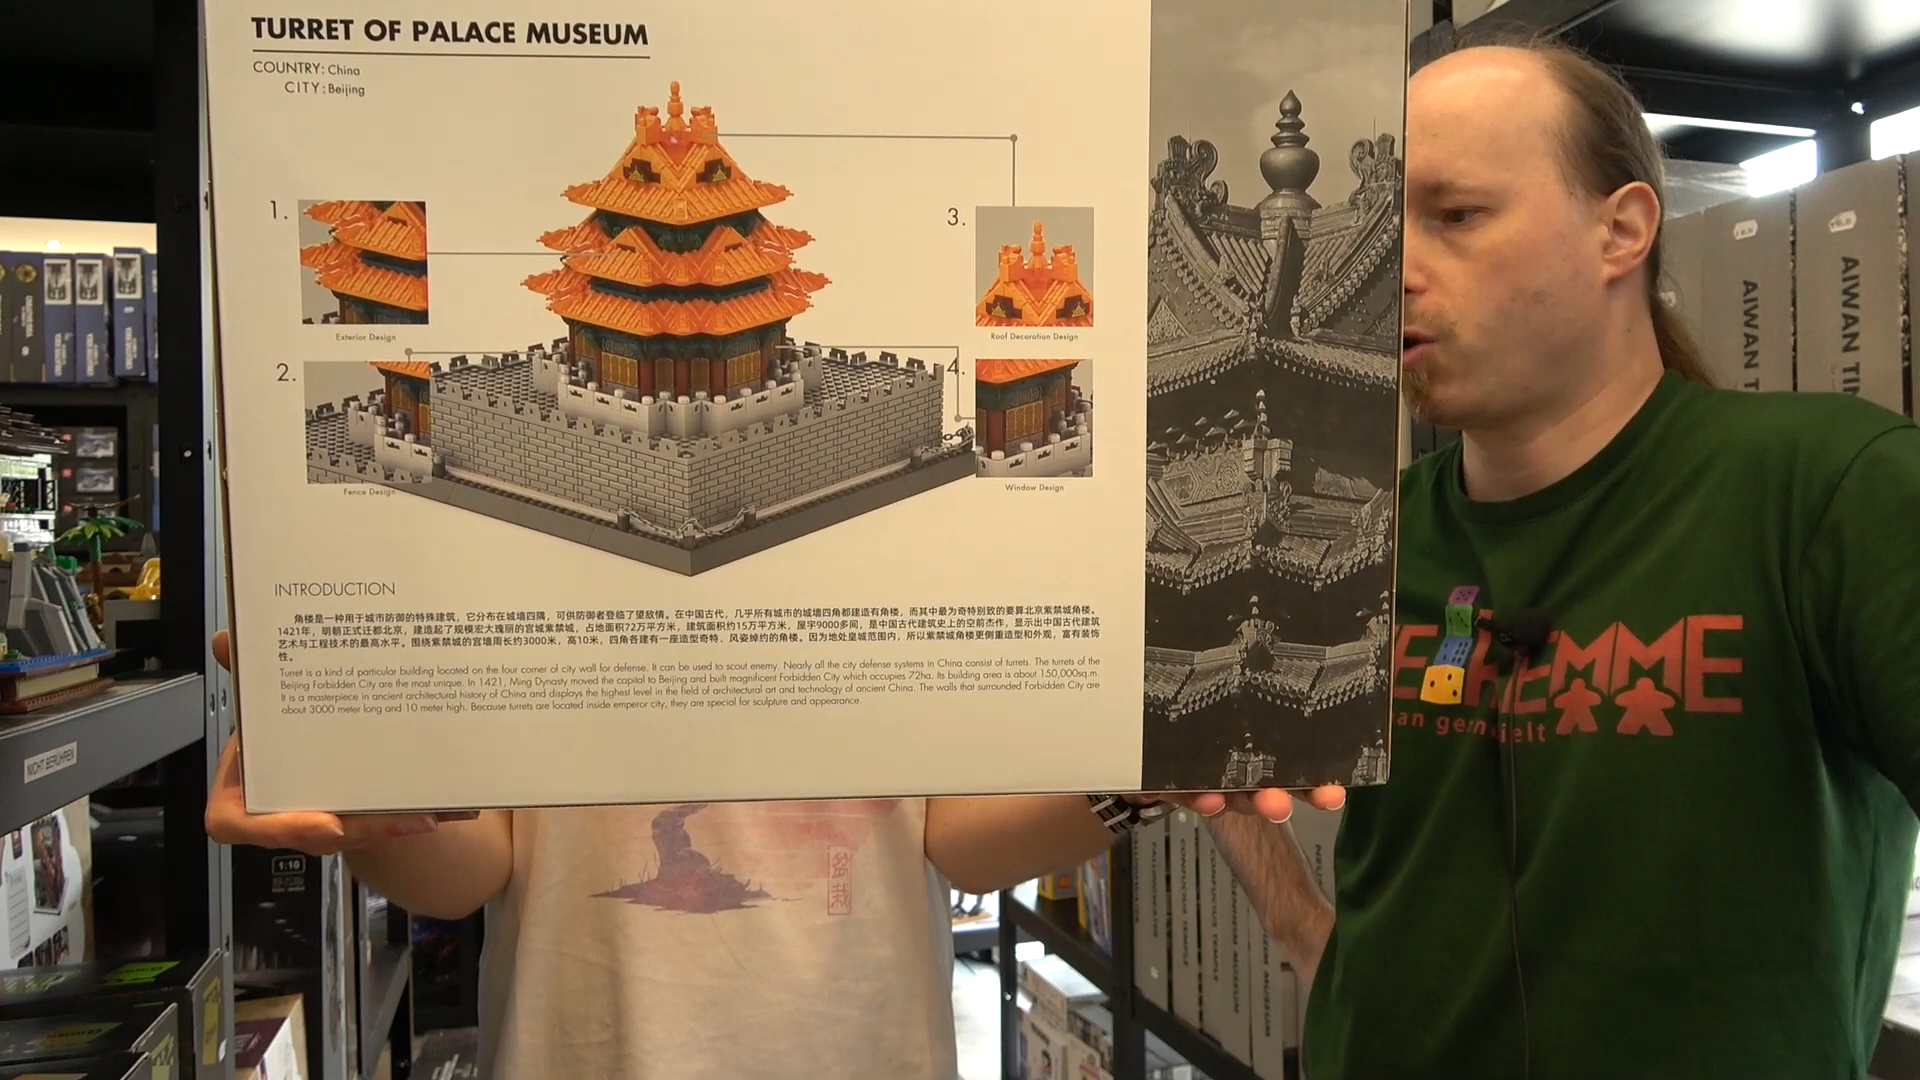 TURRET OF PALACE MUSEUM
COUNTRY: China
CITY: Beijing
1.
Exterior Design
2.
Fence Design
3.
Roof Decoration Design
4.
Window Design
INTRODUCTION
角楼是一种用于城市防御的特殊建筑，它分布在城墙四隅，可供防御者登临了望敌情。在中国古代，几乎所有城市的城墙四角都建造有角楼，而其中最为奇特别致的要算北京紫禁城角楼。
1421年，明朝正式迁都北京，建造起了规模宏大瑰丽的宫城紫禁城，占地面积72万平方米，建筑面积约15万平方米，屋宇9000多间，是中国古代建筑史上的空前杰作，显示出中国古代建筑
艺术与工程技术的最高水平。围绕紫禁城的宫墙周长约3000米，高10米，四角各建有一座造型奇特、风姿绰约的角楼。因为地处皇城范围内，所以紫禁城角楼更侧重造型和外观，富有装饰
性。
Turret is a kind of particular building located on the four corner of city wall for defense. It can be used to scout enemy. Nearly all the city defense systems in China consist of turrets. The turrets of the
Beijing Forbidden City are the most unique. In 1421, Ming Dynasty moved the capital to Beijing and built magnificent Forbidden City which occupies 72ha. Its building area is about 150,000sq.m.
It is a masterpiece in ancient architectural history of China and displays the highest level in the field of architectural art and technology of ancient China. The walls that surrounded Forbidden City are
about 3000 meter long and 10 meter high. Because turrets are located inside emperor city, they are special for sculpture and appearance.
NICHT BERÜHREN
1:10
盆栽
AIWAN T
AIWAN TI
EMME
an gern
ielt
CONFUCIUS TEMPLE